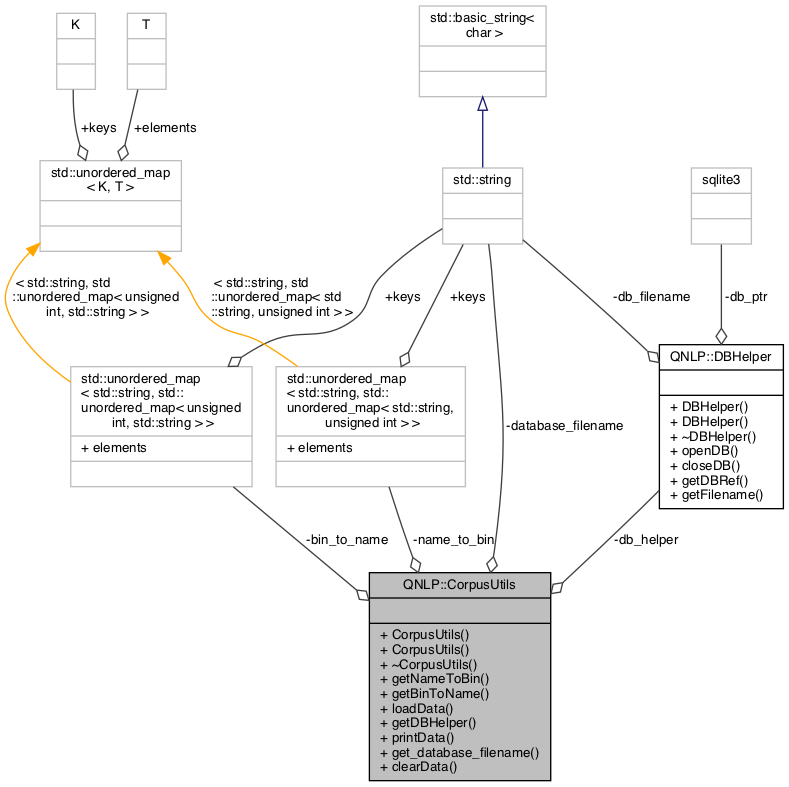 K
T
std::basic_string<
char >
+keys
+elements
std::unordered_map
< K, T >
std::string
sqlite3
< std::string, std
::unordered_map< unsigned
int, std::string > >
< std::string, std
::unordered_map< std
::string, unsigned int > >
+keys
+keys
-db_filename
-db_ptr
std::unordered_map
< std::string, std::
unordered_map< unsigned
int, std::string > >
+ elements
std::unordered_map
< std::string, std::
unordered_map< std::string,
unsigned int > >
+ elements
-database_filename
QNLP::DBHelper
+ DBHelper()
+ DBHelper()
+ ~DBHelper()
+ openDB()
+ closeDB()
+ getDBRef()
+ getFilename()
-bin_to_name
-name_to_bin
-db_helper
QNLP::CorpusUtils
+ CorpusUtils()
+ CorpusUtils()
+ ~CorpusUtils()
+ getNameToBin()
+ getBinToName()
+ loadData()
+ getDBHelper()
+ printData()
+ get_database_filename()
+ clearData()